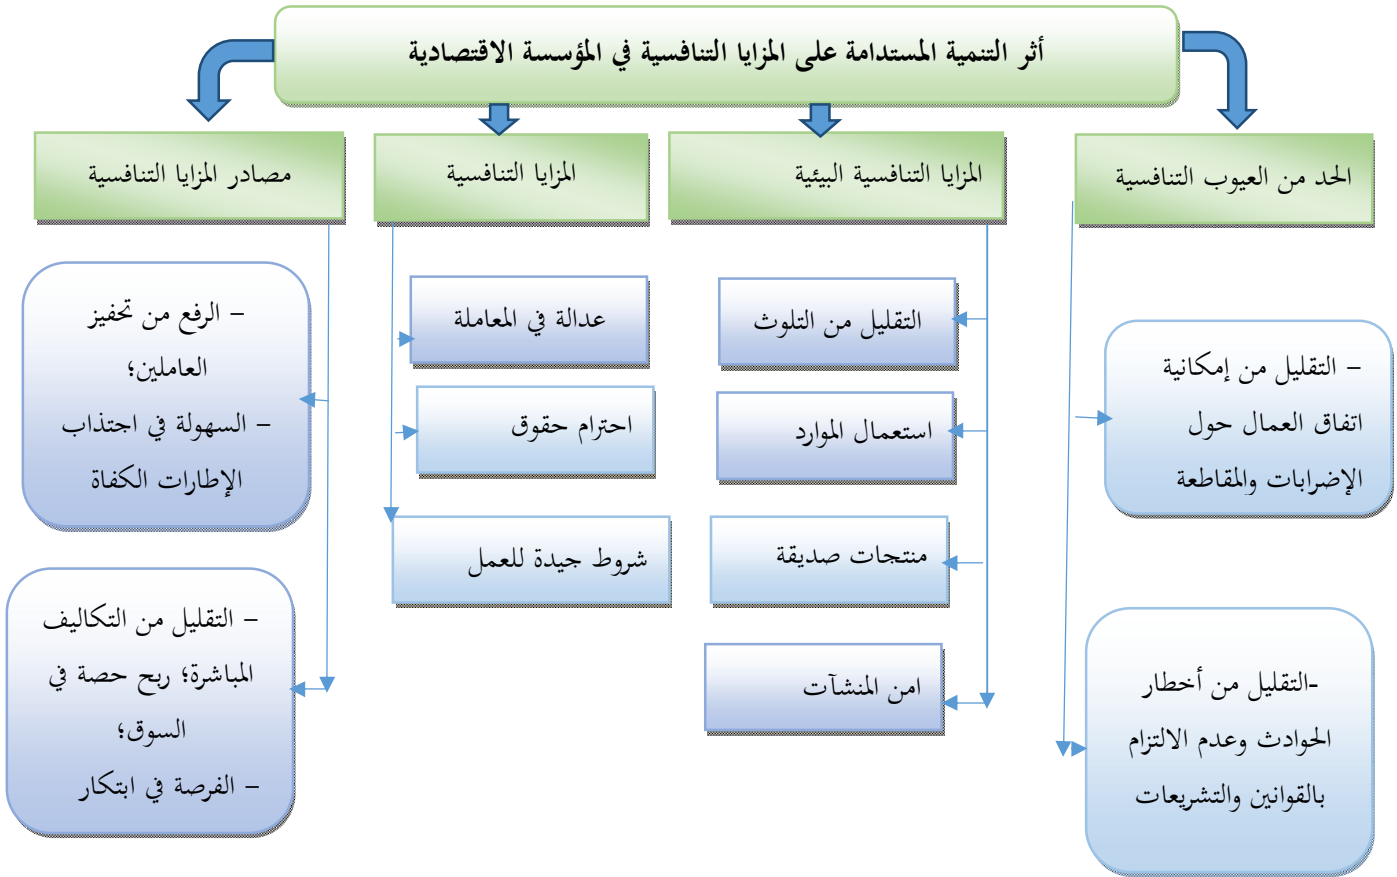 أثر التنمية المستدامة على المزايا التنافسية في المؤسسة الاقتصادية
الحد من العيوب التنافسية
المزايا التنافسية البيئية
المزايا التنافسية
مصادر المزايا التنافسية
– التقليل من إمكانية
اتفاق العمال حول
الإضرابات والمقاطعة
-التقليل من أخطار
الحوادث وعدم الالتزام
بالقوانين والتشريعات
التقليل من التلوث
استعمال الموارد
منتجات صديقة
امن المنشآت
عدالة في المعاملة
احترام حقوق
شروط جيدة للعمل
– الرفع من تحفيز
العاملين؛
– السهولة في اجتذاب
الإطارات الكفاة
– التقليل من التكاليف
المباشرة؛ ربح حصة في
السوق؛
– الفرصة في ابتكار